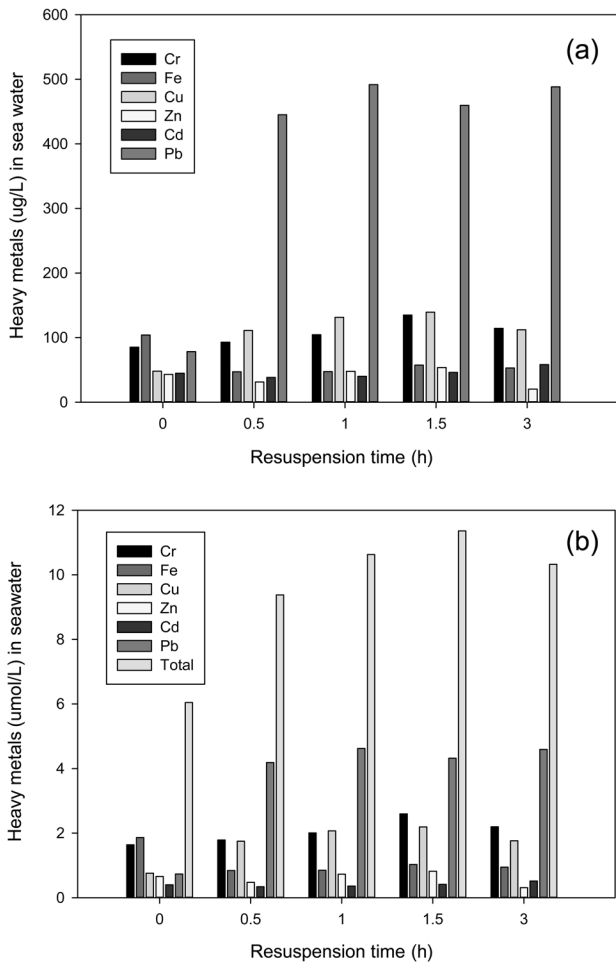 (a)
Heavy metals (ug/L) in sea water
600
500
400
300
200
100
0
Cr
Fe
Cu
Zn
Cd
Pb
0 0.5 1 1.5 3
Resuspension time (h)
(b)
Heavy metals (umol/L) in seawater
12
10
8
6
4
2
0
Cr
Fe
Cu
Zn
Cd
Pb
Total
0 0.5 1 1.5 3
Resuspension time (h)